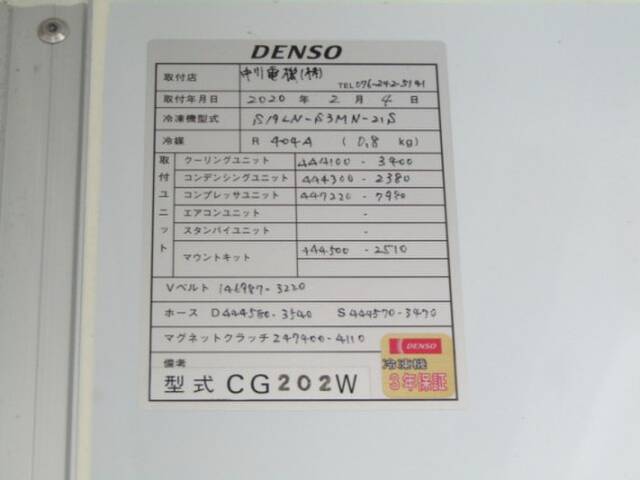 DENSO
取付店 中川電機(株) TEL 076-242-5141
取付年月日 2020 年 2 月 4 日
冷凍機型式 BS19LN-BS3MN-21S
冷媒 R 404A (0.8 kg)
取付ユニット
クーリングユニット 444100-3400
コンデンシングユニット 444300-2380
コンプレッサユニット 447220-7980
エアコンユニット -
スタンバイユニット -
マウントキット 444500-2510
Vベルト 146987-3220
ホース D444580-3540 S444570-3470
マグネットクラッチ 247400-4110
備考
型式 CG202W
DENSO
冷凍機
3年保証